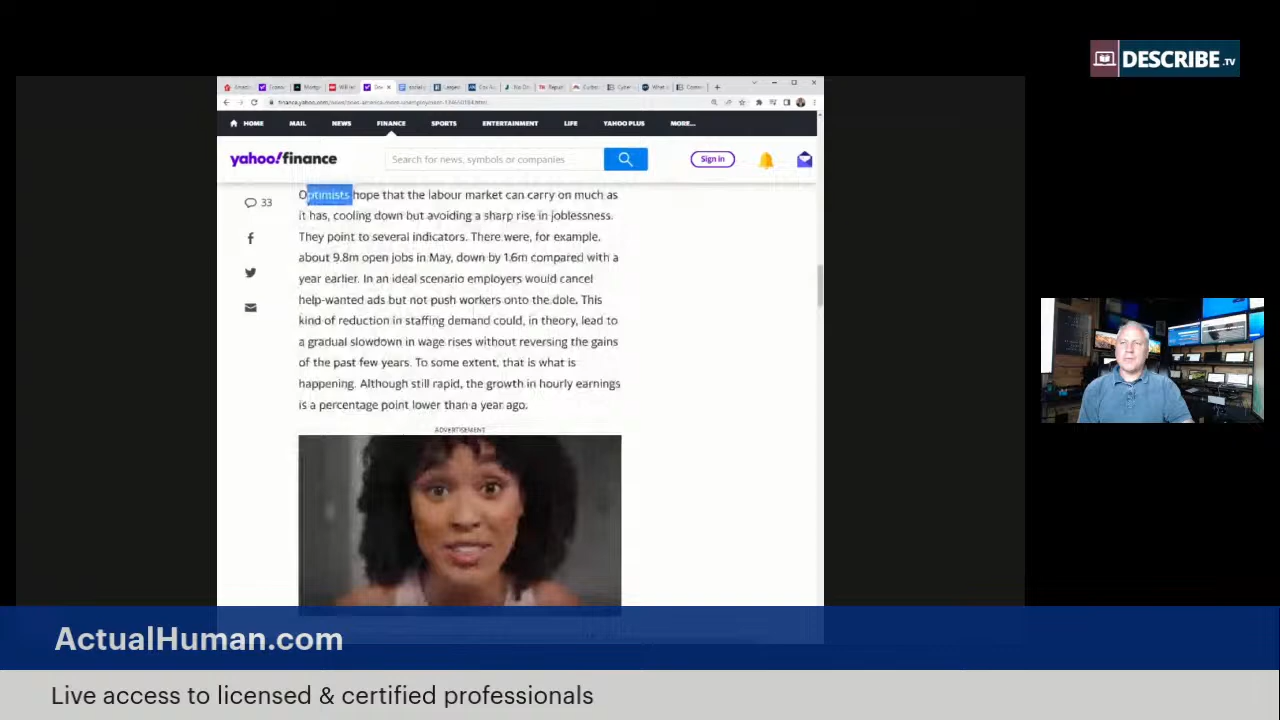 DESCRIBE.TV
HOME MAIL NEWS FINANCE SPORTS ENTERTAINMENT LIFE YAHOO PLUS MORE...
yahoo!finance Search for news, symbols or companies Sign in
Optimists hope that the labour market can carry on much as
33
it has, cooling down but avoiding a sharp rise in joblessness.
They point to several indicators. There were, for example,
about 9.8m open jobs in May, down by 1.6m compared with a
year earlier. In an ideal scenario employers would cancel
help-wanted ads but not push workers onto the dole. This
kind of reduction in staffing demand could, in theory, lead to
a gradual slowdown in wage rises without reversing the gains
of the past few years. To some extent, that is what is
happening. Although still rapid, the growth in hourly earnings
is a percentage point lower than a year ago.
ADVERTISEMENT
ActualHuman.com
Live access to licensed & certified professionals